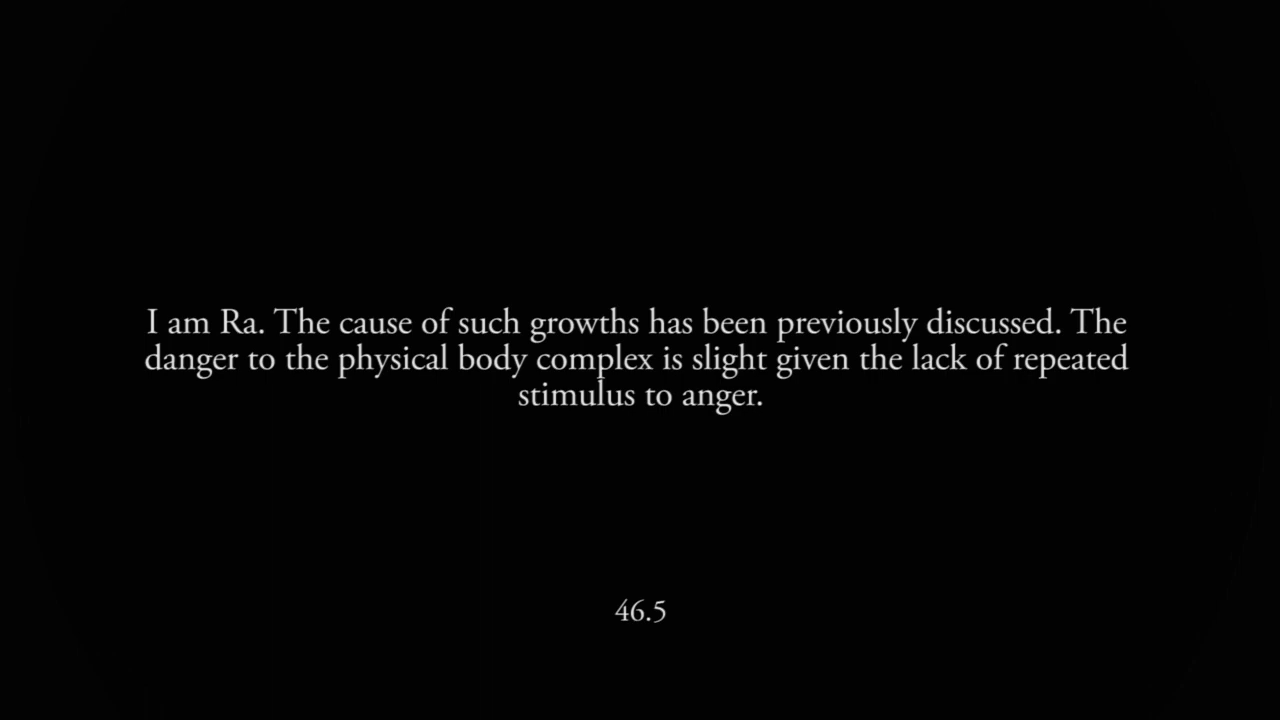 I am Ra. The cause of such growths has been previously discussed. The
danger to the physical body complex is slight given the lack of repeated
stimulus to anger.
46.5